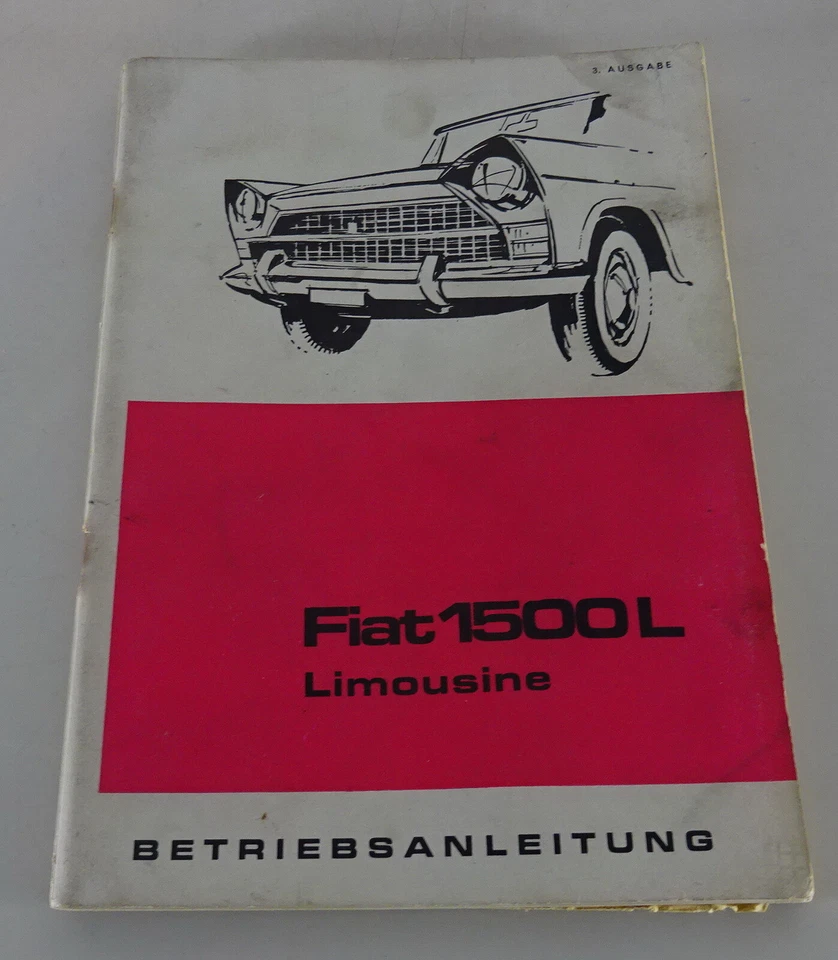 3. AUSGABE
Fiat 1500 L
Limousine
BETRIEBSANLEITUNG